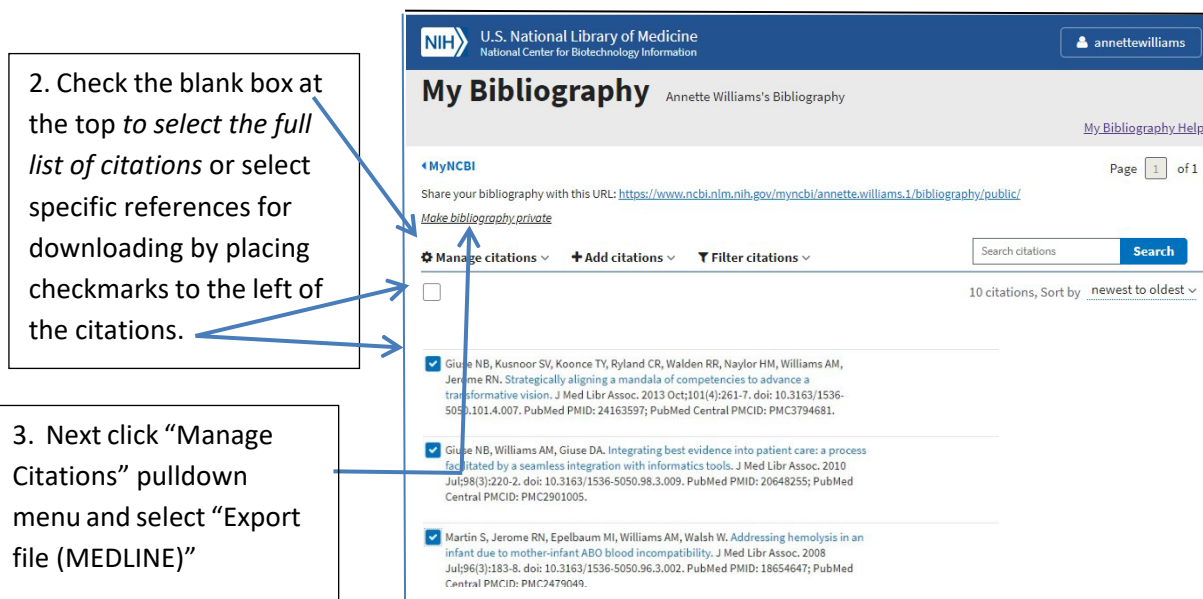 2. Check the blank box at
the top to select the full
list of citations or select
specific references for
downloading by placing
checkmarks to the left of
the citations.
3. Next click “Manage
Citations” pulldown
menu and select “Export
file (MEDLINE)”
NIH U.S. National Library of Medicine
National Center for Biotechnology Information
annettewilliams
My Bibliography Annette Williams's Bibliography
My Bibliography Help
MyNCBI Page 1 of 1
Share your bibliography with this URL: https://www.ncbi.nlm.nih.gov/myncbi/annette.williams.1/bibliography/public/
Make bibliography private
Manage citations Add citations Filter citations Search citations Search
10 citations, Sort by newest to oldest
Giuse NB, Kusnoor SV, Koonce TY, Ryland CR, Walden RR, Naylor HM, Williams AM,
Jerome RN. Strategically aligning a mandala of competencies to advance a
transformative vision. J Med Libr Assoc. 2013 Oct;101(4):261-7. doi: 10.3163/1536-
5050.101.4.007. PubMed PMID: 24163597; PubMed Central PMCID: PMC3794681.
Giuse NB, Williams AM, Giuse DA. Integrating best evidence into patient care: a process
facilitated by a seamless integration with informatics tools. J Med Libr Assoc. 2010
Jul;98(3):220-2. doi: 10.3163/1536-5050.98.3.009. PubMed PMID: 20648255; PubMed
Central PMCID: PMC2901005.
Martin S, Jerome RN, Epelbaum MI, Williams AM, Walsh W. Addressing hemolysis in an
infant due to mother-infant ABO blood incompatibility. J Med Libr Assoc. 2008
Jul;96(3):183-8. doi: 10.3163/1536-5050.96.3.002. PubMed PMID: 18654647; PubMed
Central PMCID: PMC2479049.